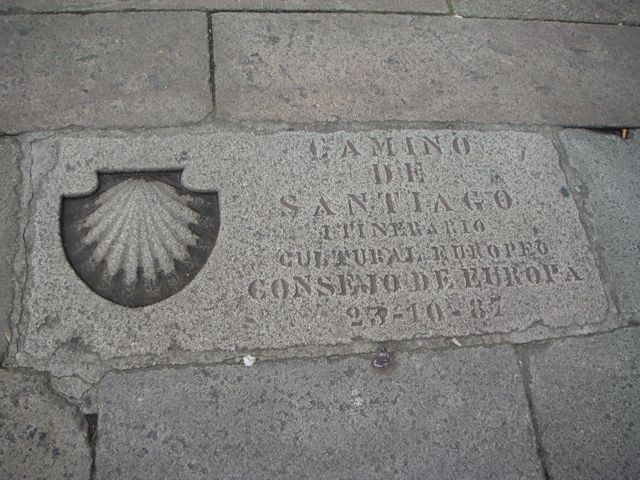 CAMINO
DE
SANTIAGO
ITINERARIO
CULTURAL EUROPEO
CONSEJO DE EUROPA
23-10-87